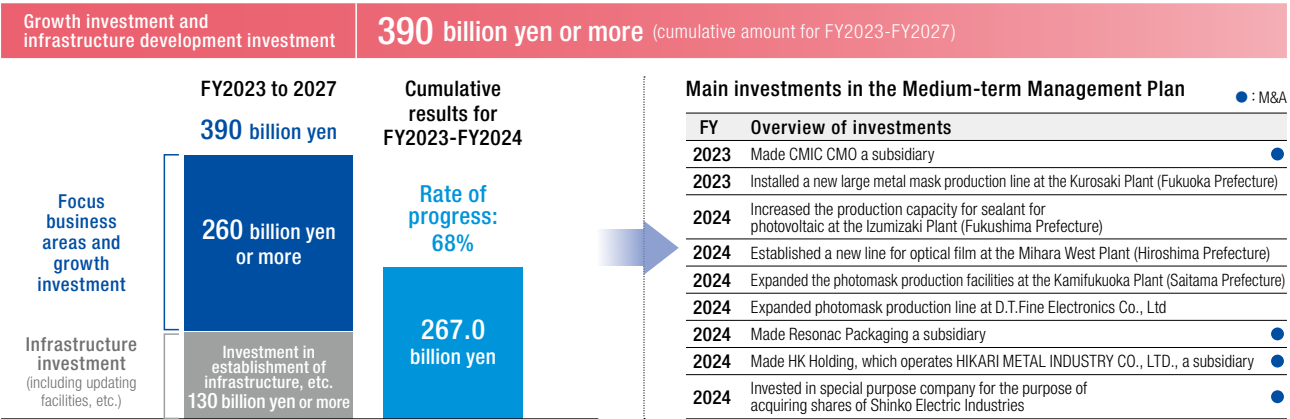 Growth investment and
infrastructure development investment
390 billion yen or more (cumulative amount for FY2023-FY2027)
FY2023 to 2027
390 billion yen
Focus
business
areas and
growth
investment
260 billion yen
or more
Infrastructure
investment
(including updating
facilities, etc.)
Investment in
establishment of
infrastructure, etc.
130 billion yen or more
Cumulative
results for
FY2023-FY2024
Rate of
progress:
68%
267.0
billion yen
Main investments in the Medium-term Management Plan
● : M&A
FY Overview of investments
2023 Made CMIC CMO a subsidiary ●
2023 Installed a new large metal mask production line at the Kurosaki Plant (Fukuoka Prefecture)
2024 Increased the production capacity for sealant for
photovoltaic at the Izumizaki Plant (Fukushima Prefecture)
2024 Established a new line for optical film at the Mihara West Plant (Hiroshima Prefecture)
2024 Expanded the photomask production facilities at the Kamifukuoka Plant (Saitama Prefecture)
2024 Expanded photomask production line at D.T.Fine Electronics Co., Ltd
2024 Made Resonac Packaging a subsidiary ●
2024 Made HK Holding, which operates HIKARI METAL INDUSTRY CO., LTD., a subsidiary ●
2024 Invested in special purpose company for the purpose of
acquiring shares of Shinko Electric Industries ●